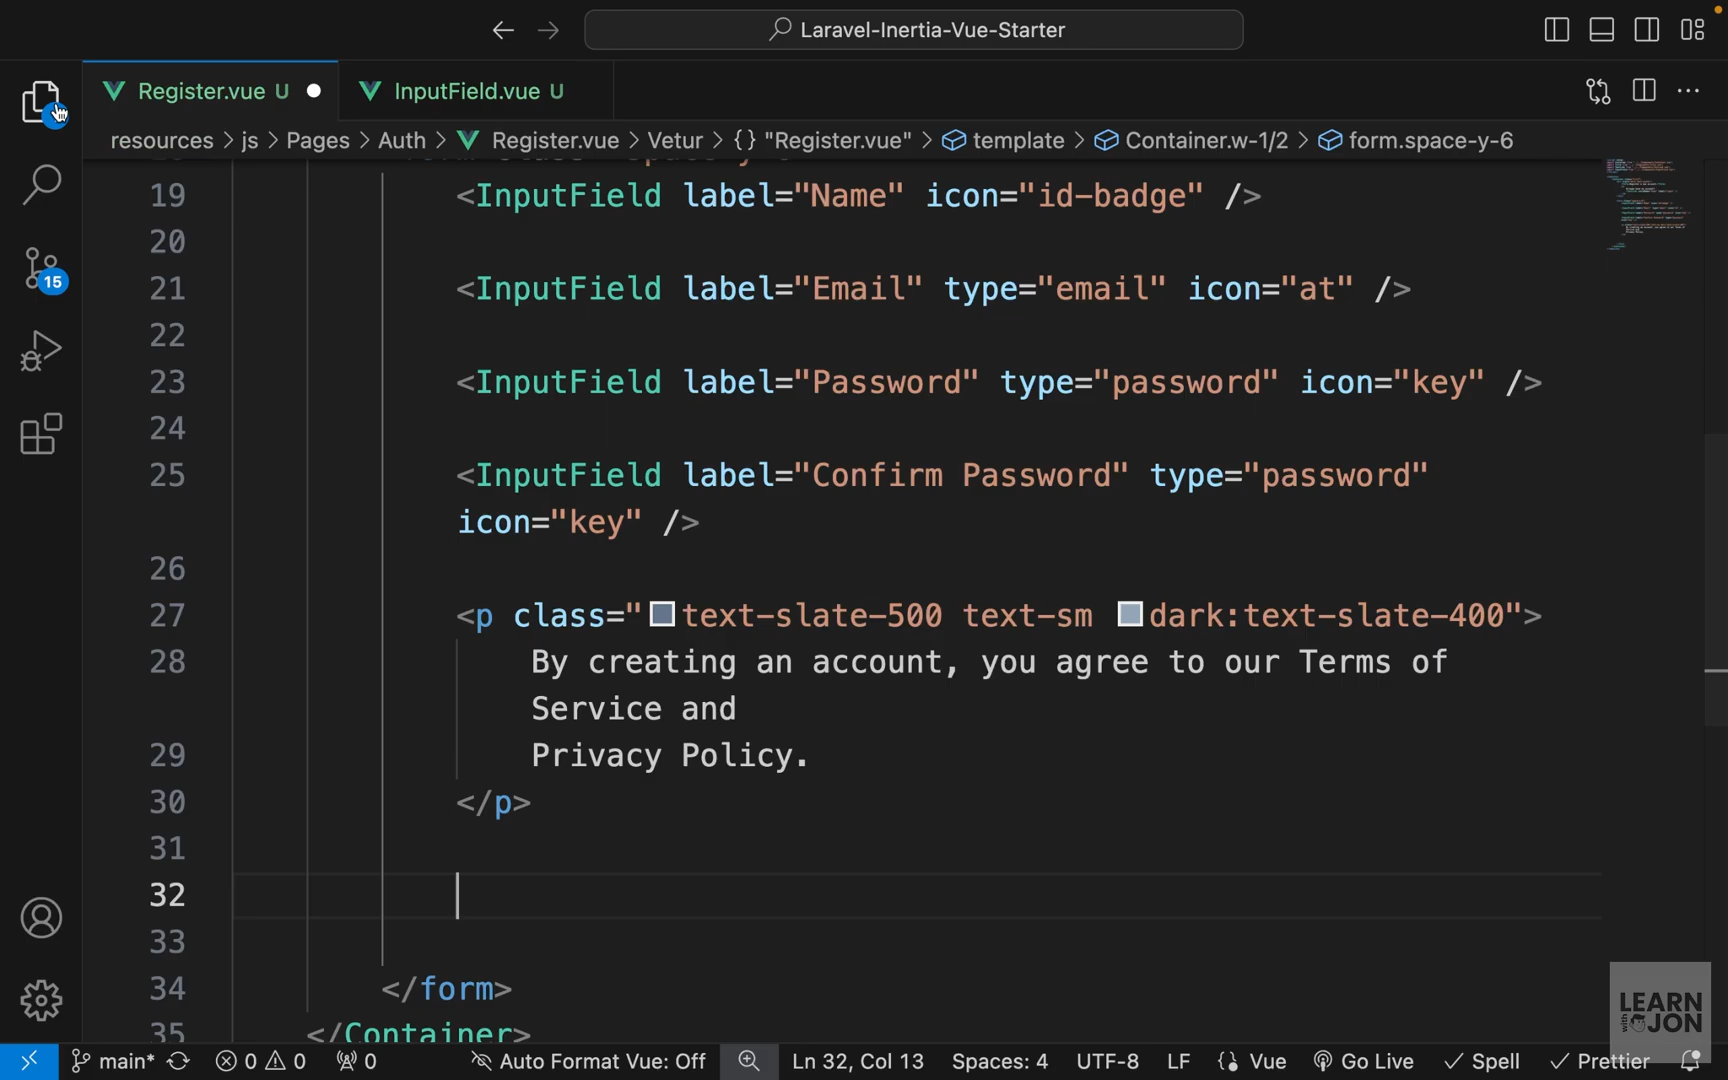 Laravel-Inertia-Vue-Starter
Register.vue U
InputField.vue U
resources > js > Pages > Auth > Register.vue > Vetur > {} "Register.vue" > template > Container.w-1/2 > form.space-y-6
19 <InputField label="Name" icon="id-badge" />
20
21 <InputField label="Email" type="email" icon="at" />
22
23 <InputField label="Password" type="password" icon="key" />
24
25 <InputField label="Confirm Password" type="password"
icon="key" />
26
27 <p class="text-slate-500 text-sm dark:text-slate-400">
28 By creating an account, you agree to our Terms of
Service and
29 Privacy Policy.
30 </p>
31
32
33
34 </form>
35 </Container>
15
LEARN
with
JON
main* 0 0 0 Auto Format Vue: Off Ln 32, Col 13 Spaces: 4 UTF-8 LF Vue Go Live Spell Prettier